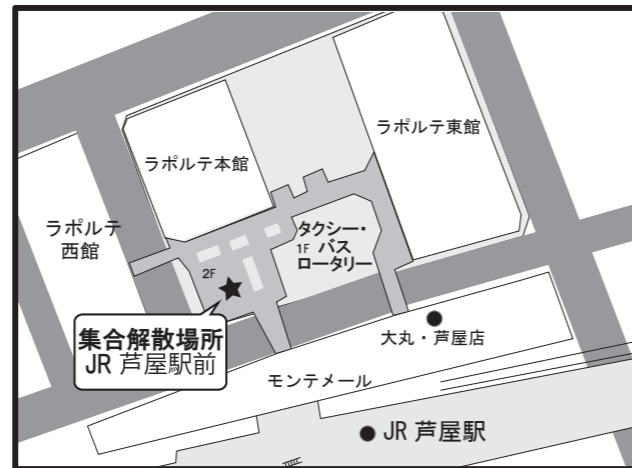 ラポルテ東館
ラポルテ本館
ラポルテ
西館
タクシー・
1F バス
ロータリー
2F
集合解散場所
JR 芦屋駅前
大丸・芦屋店
モンテメール
JR 芦屋駅